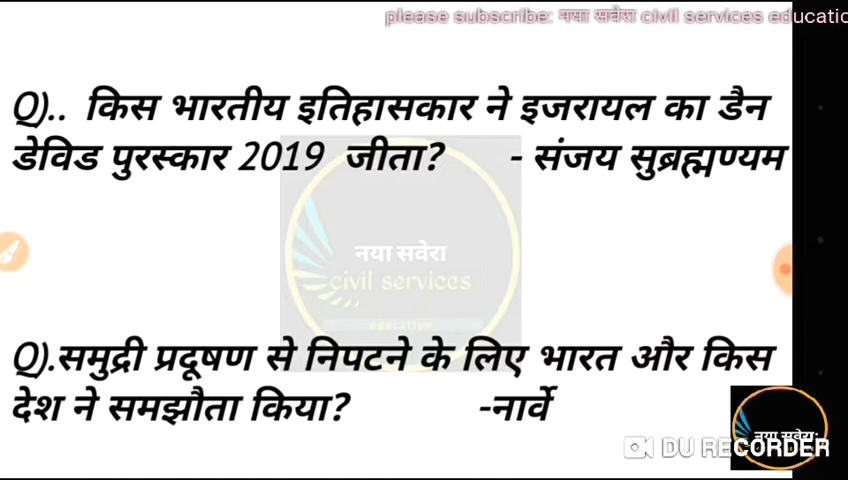 please subscribe: नया सवेरा civil services educatio
Q).. किस भारतीय इतिहासकार ने इजरायल का डैन
डेविड पुरस्कार 2019 जीता? - संजय सुब्रह्मण्यम
नया सवेरा
civil services
education
Q).समुद्री प्रदूषण से निपटने के लिए भारत और किस
देश ने समझौता किया? -नार्वे
नया सवेरा
DU RECORDER